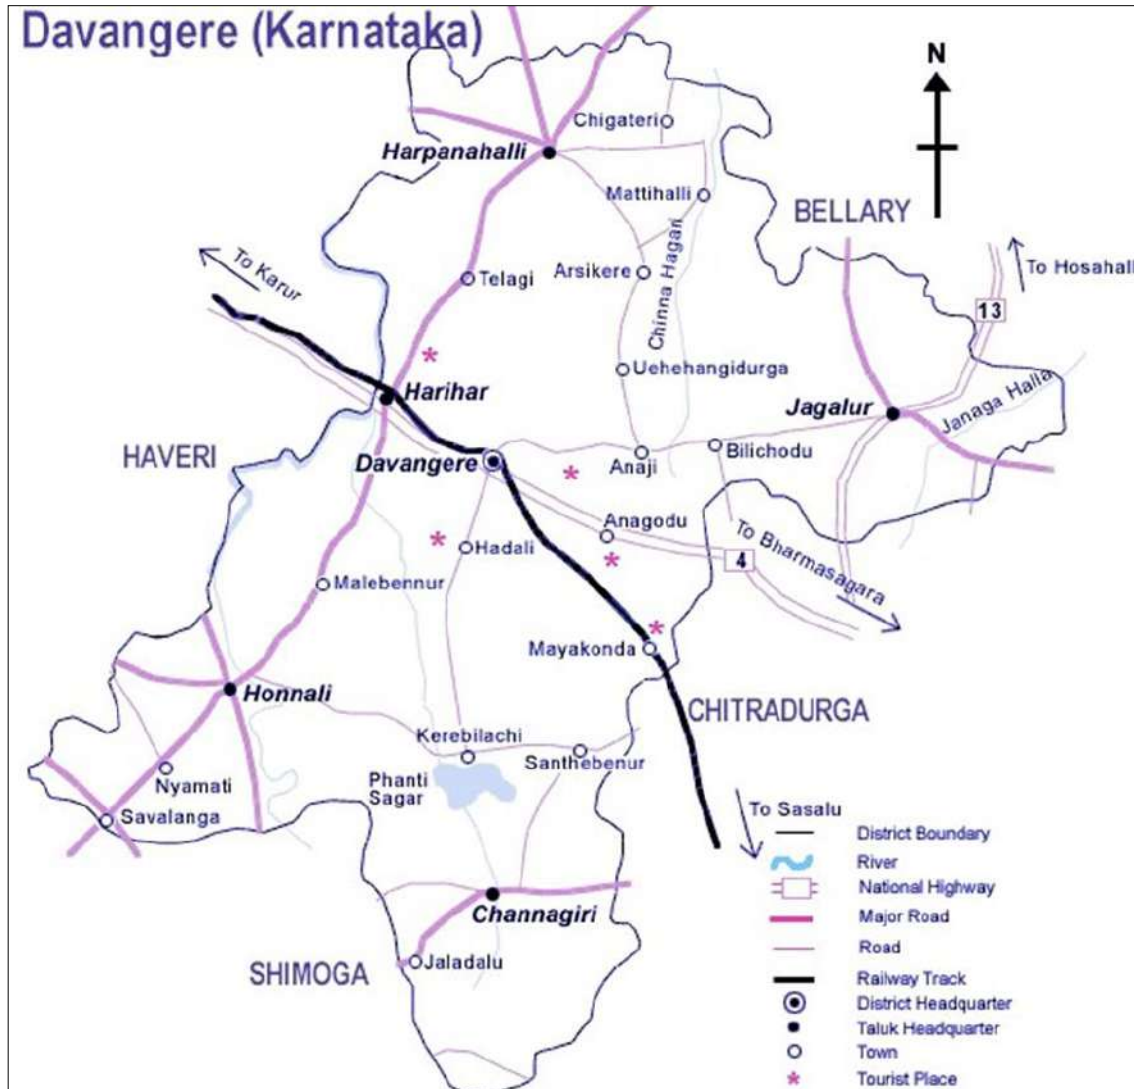 Davangere (Karnataka)
N
Chigateri
Harpanahalli
Mattihalli
BELLARY
To Karur
Telagi
Arsikere
Chinna Hagari
To Hosahall
13
Uehehangidurga
Harihar
Jagalur
Janaga Halla
HAVERI
Davangere
Anaji
Bilichodu
Anagodu
Hadali
4
To Bharmasagara
Malebennur
Mayakonda
Honnali
CHITRADURGA
Kerebilachi
Santhebenur
Nyamati
Phanti
Sagar
Savalanga
To Sasalu
District Boundary
River
National Highway
Major Road
Channagiri
Road
Jaladalu
SHIMOGA
Railway Track
District Headquarter
Taluk Headquarter
Town
Tourist Place